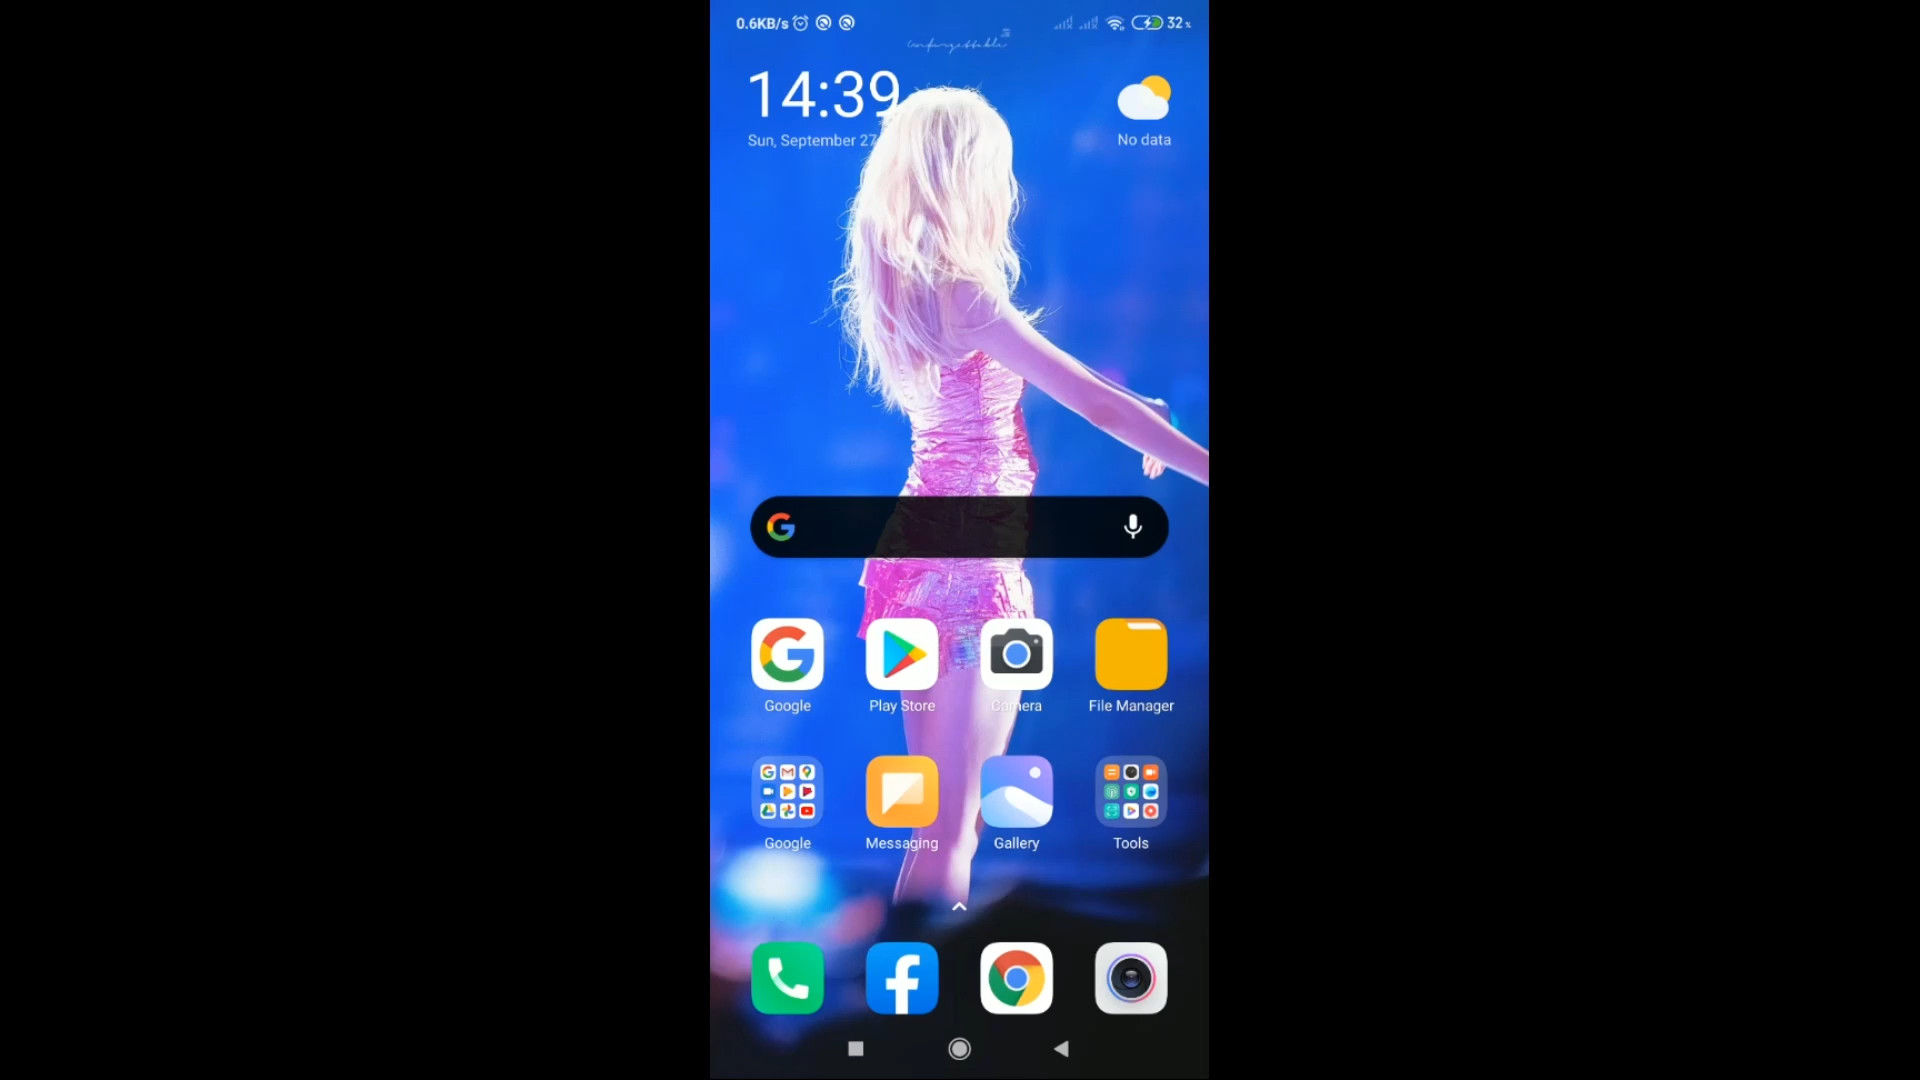 0.6KB/s 32%
unforgettable
14:39
Sun, September 27
No data
Google Play Store Camera File Manager
Google Messaging Gallery Tools